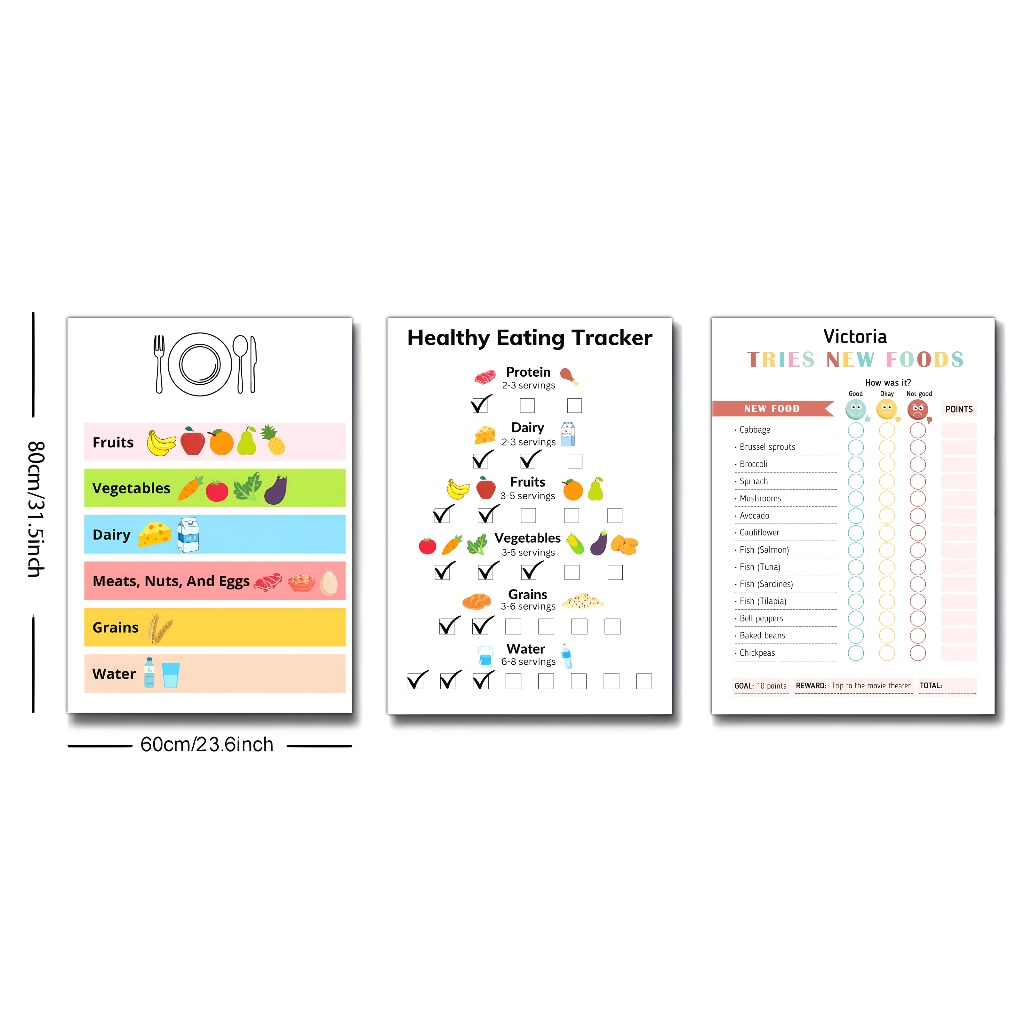 80cm/31.5inch
60cm/23.6inch
Fruits
Vegetables
Dairy
Meats, Nuts, And Eggs
Grains
Water
Healthy Eating Tracker
Protein
2-3 servings
Dairy
2-3 servings
Fruits
3-5 servings
Vegetables
3-5 servings
Grains
3-6 servings
Water
6-8 servings
Victoria
TRIES NEW FOODS
How was it?
Good Okay Not good
NEW FOOD POINTS
• Cabbage
• Brussel sprouts
• Broccoli
• Spinach
• Mushrooms
• Avocado
• Cauliflower
• Fish (Salmon)
• Fish (Tuna)
• Fish (Sardines)
• Fish (Tilapia)
• Bell peppers
• Baked beans
• Chickpeas
GOAL: 10 points REWARD: Trip to the movie theater TOTAL: